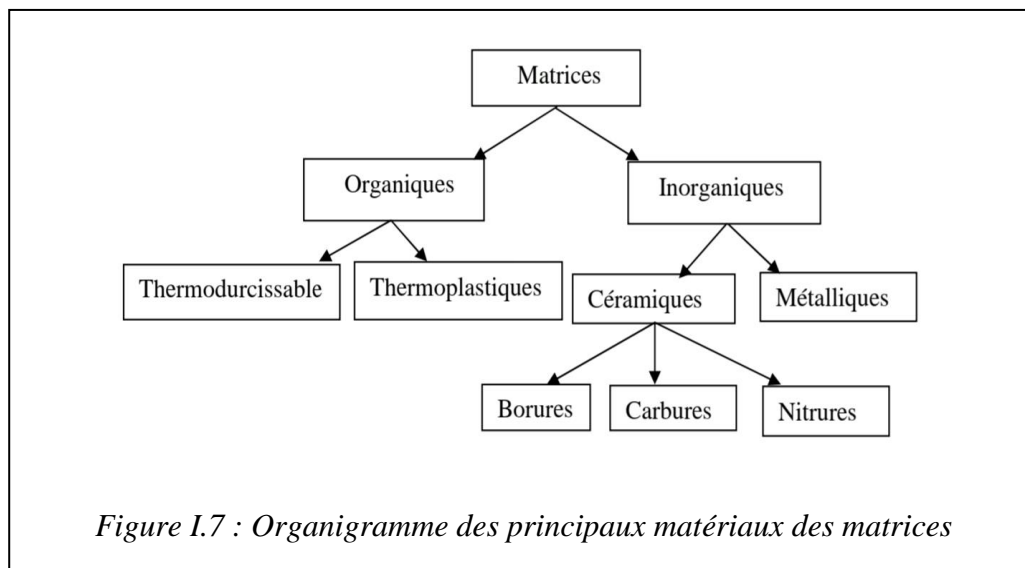 Matrices
Organiques
Inorganiques
Thermodurcissable
Thermoplastiques
Céramiques
Métalliques
Borures
Carbures
Nitrures
Figure I.7 : Organigramme des principaux matériaux des matrices